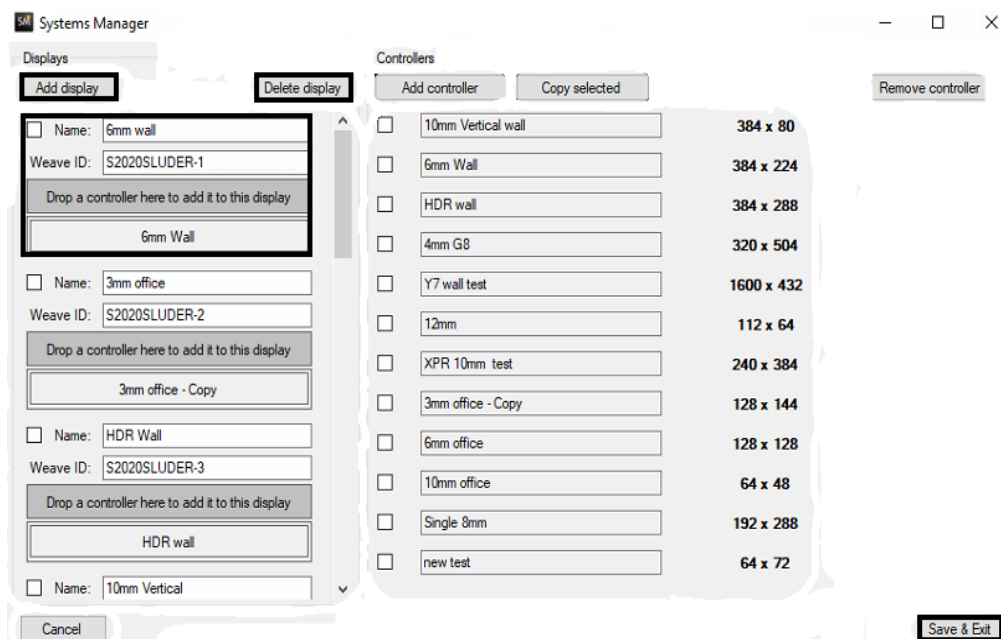 SM Systems Manager
Displays
Add display Delete display
Name: 6mm wall
Weave ID: S2020SLUDER-1
Drop a controller here to add it to this display
6mm Wall
Name: 3mm office
Weave ID: S2020SLUDER-2
Drop a controller here to add it to this display
3mm office - Copy
Name: HDR Wall
Weave ID: S2020SLUDER-3
Drop a controller here to add it to this display
HDR wall
Name: 10mm Vertical
Cancel
Controllers
Add controller Copy selected Remove controller
10mm Vertical wall 384 x 80
6mm Wall 384 x 224
HDR wall 384 x 288
4mm G8 320 x 504
Y7 wall test 1600 x 432
12mm 112 x 64
XPR 10mm  test 240 x 384
3mm office - Copy 128 x 144
6mm office 128 x 128
10mm office 64 x 48
Single 8mm 192 x 288
new test 64 x 72
Save & Exit